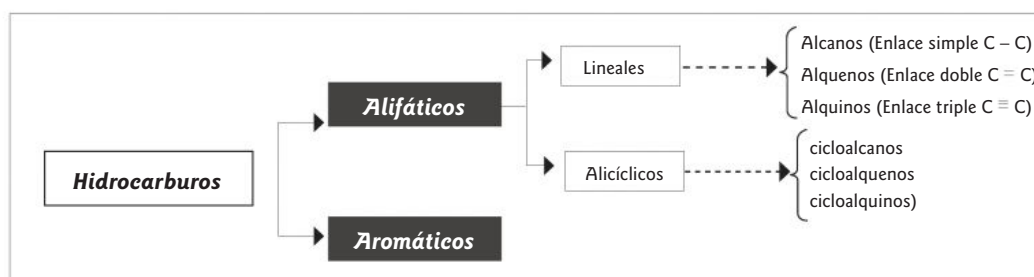 Hidrocarburos
Alifáticos
Aromáticos
Lineales
Alicíclicos
Alcanos (Enlace simple C – C)
Alquenos (Enlace doble C = C)
Alquinos (Enlace triple C ≡ C)
cicloalcanos
cicloalquenos
cicloalquinos)